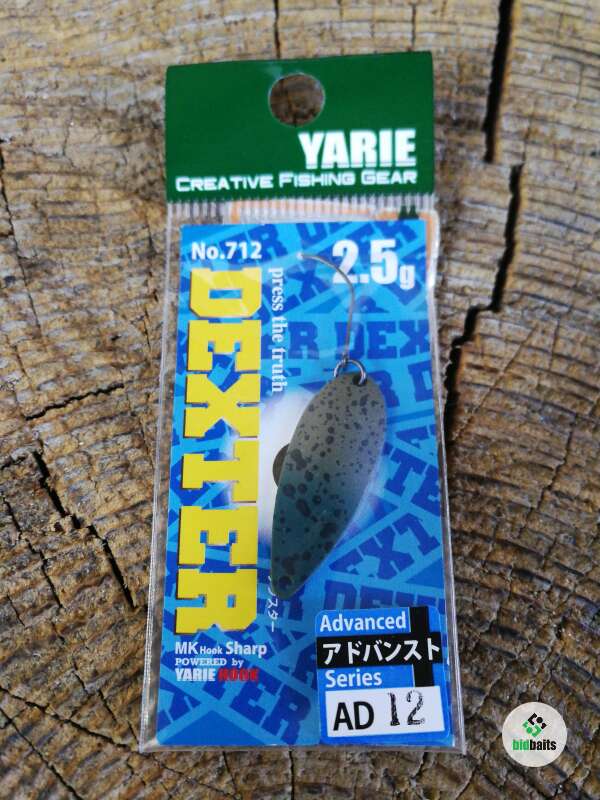 YARIE
CREATIVE FISHING GEAR
No.712
2.5g
DEXTER
press the truth
MK Hook Sharp
POWERED by
YARIE HOOK
Advanced
アドバンスト
Series
AD 12
bidbaits